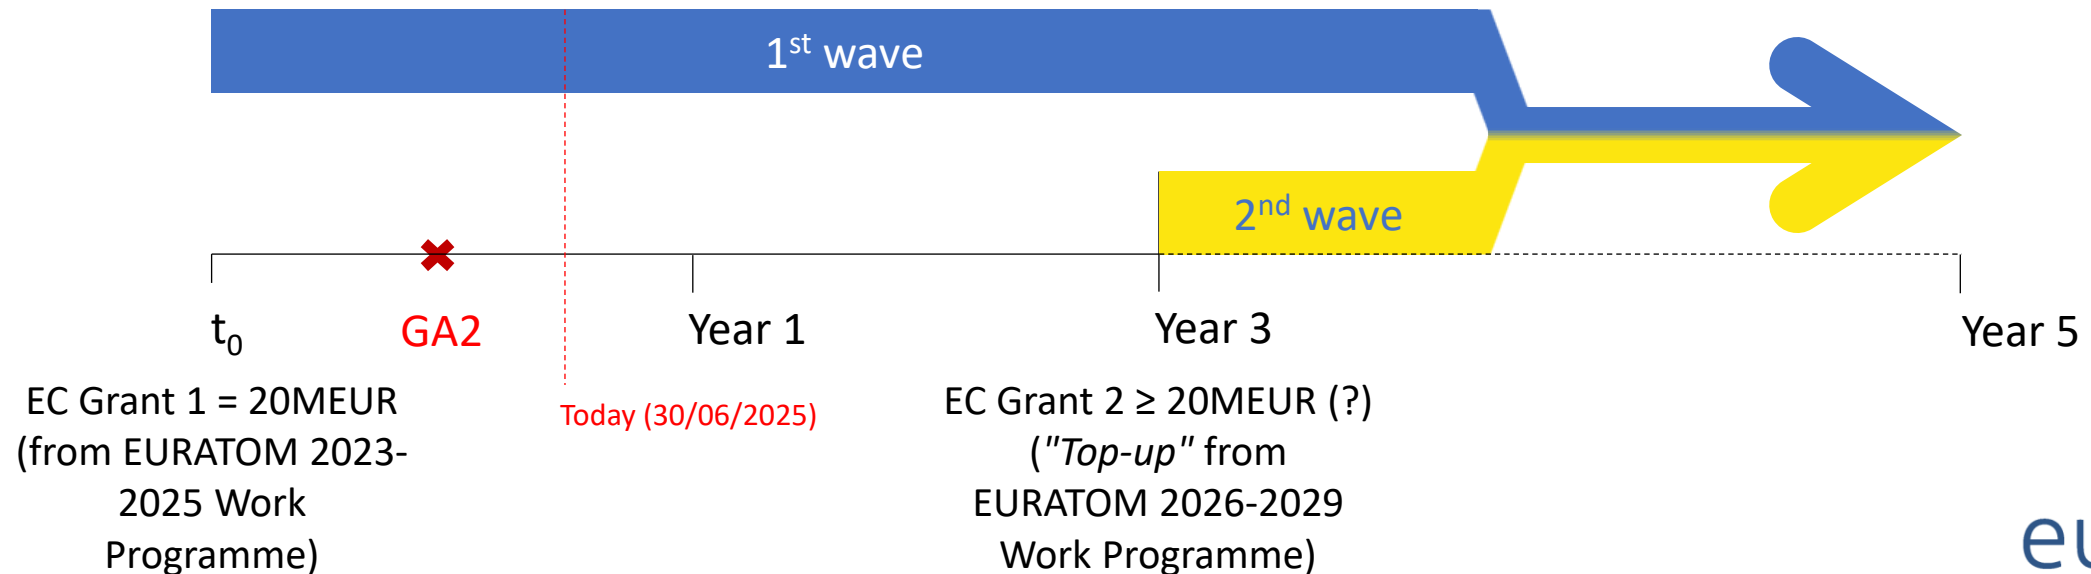 1st wave
2nd wave
t0
GA2
Year 1
Year 3
Year 5
EC Grant 1 = 20MEUR
(from EURATOM 2023-
2025 Work
Programme)
Today (30/06/2025)
EC Grant 2 ≥ 20MEUR (?)
("Top-up" from
EURATOM 2026-2029
Work Programme)